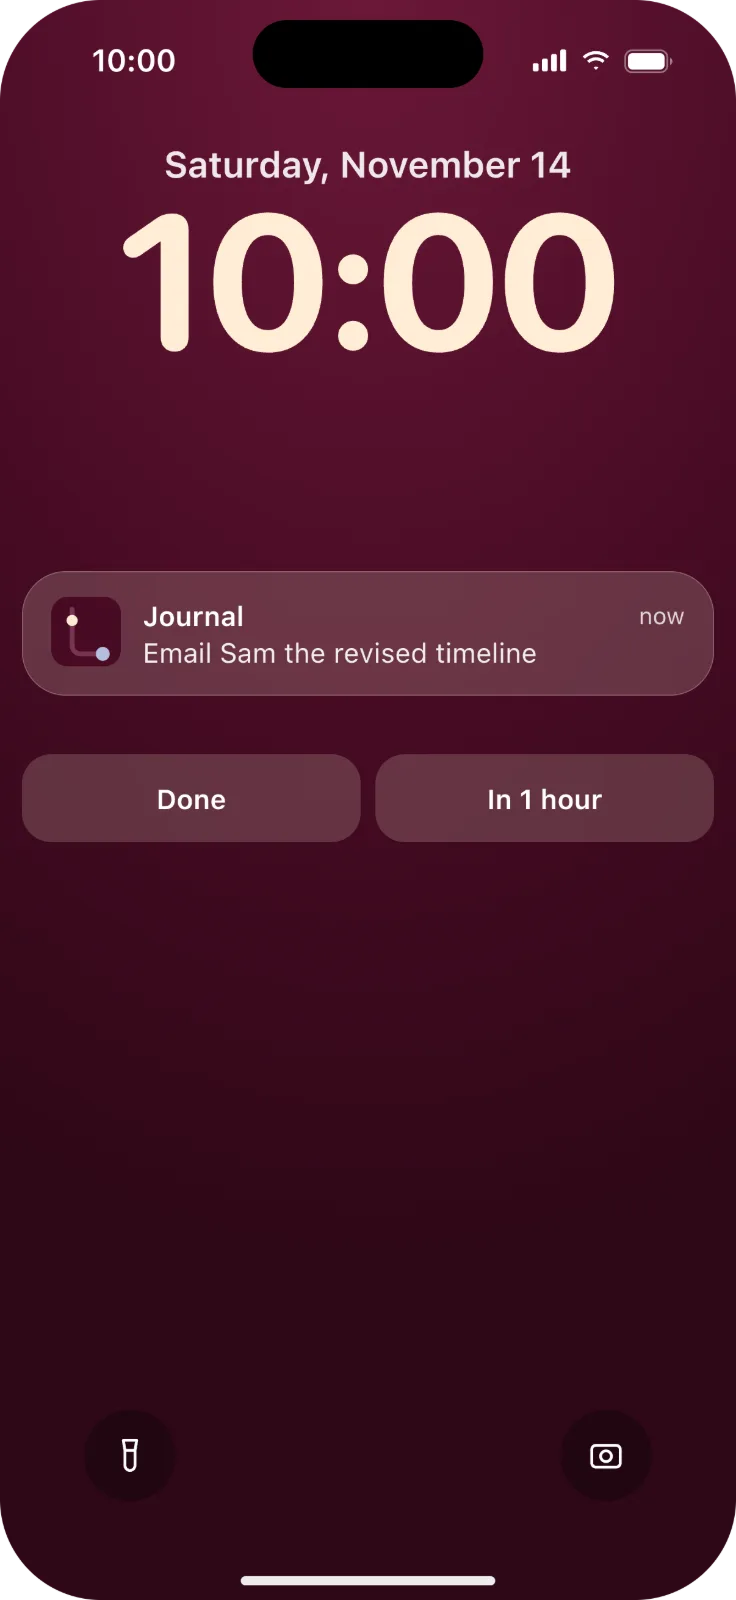 10:00
Saturday, November 14
10:00
Journal
now
Email Sam the revised timeline
Done
In 1 hour